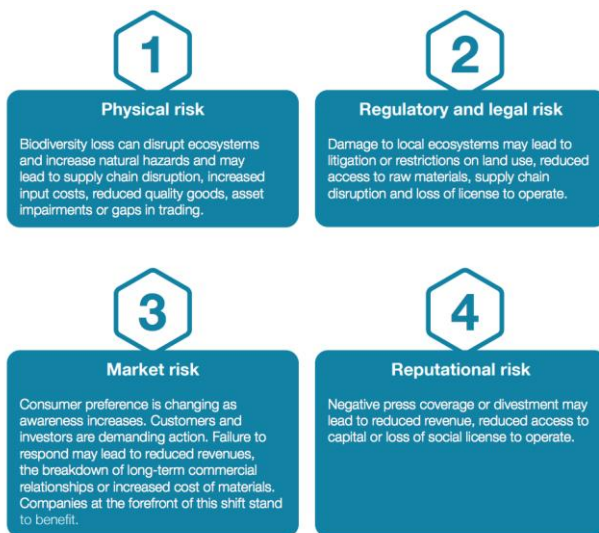 1
Physical risk
Biodiversity loss can disrupt ecosystems
and increase natural hazards and may
lead to supply chain disruption, increased
input costs, reduced quality goods, asset
impairments or gaps in trading.
2
Regulatory and legal risk
Damage to local ecosystems may lead to
litigation or restrictions on land use, reduced
access to raw materials, supply chain
disruption and loss of license to operate.
3
Market risk
Consumer preference is changing as
awareness increases. Customers and
investors are demanding action. Failure to
respond may lead to reduced revenues,
the breakdown of long-term commercial
relationships or increased cost of materials.
Companies at the forefront of this shift stand
to benefit.
4
Reputational risk
Negative press coverage or divestment may
lead to reduced revenue, reduced access to
capital or loss of social license to operate.